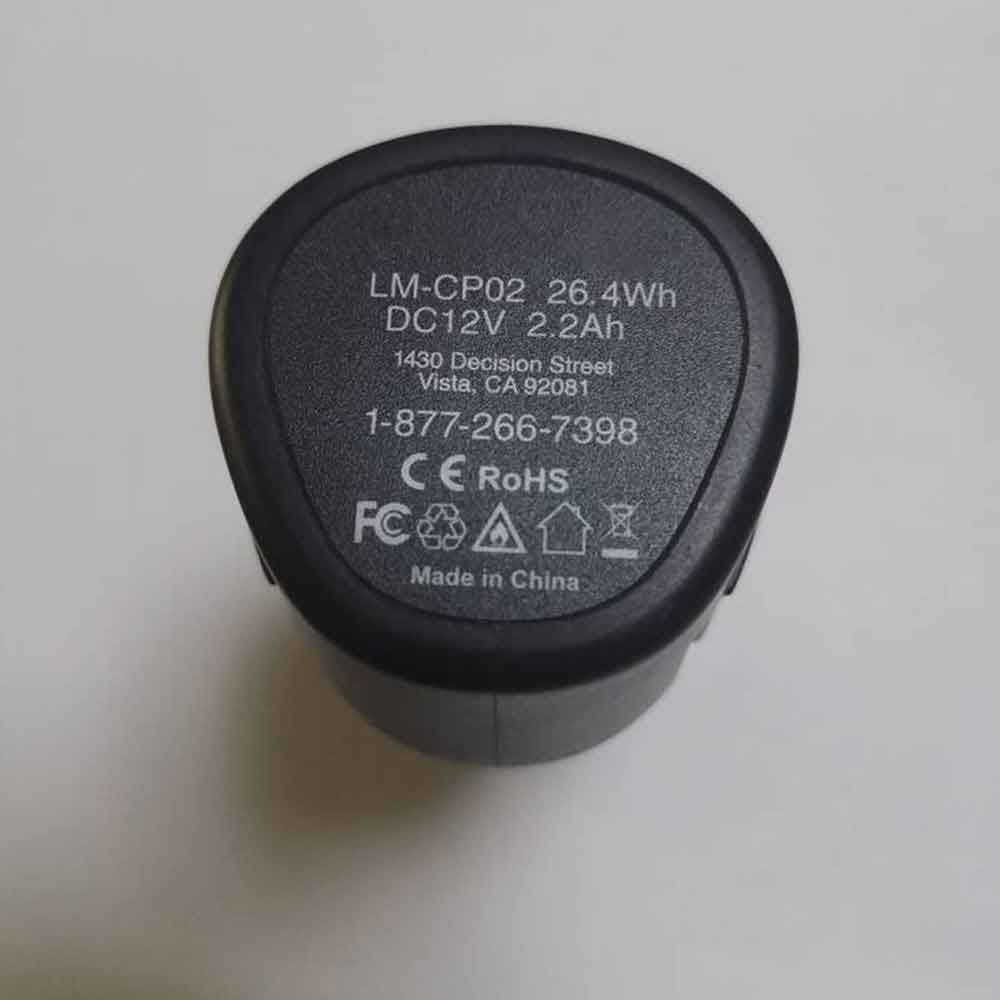 LM-CP02 26.4Wh
DC12V 2.2Ah
1430 Decision Street
Vista, CA 92081
1-877-266-7398
CE RoHS
FC
Made in China